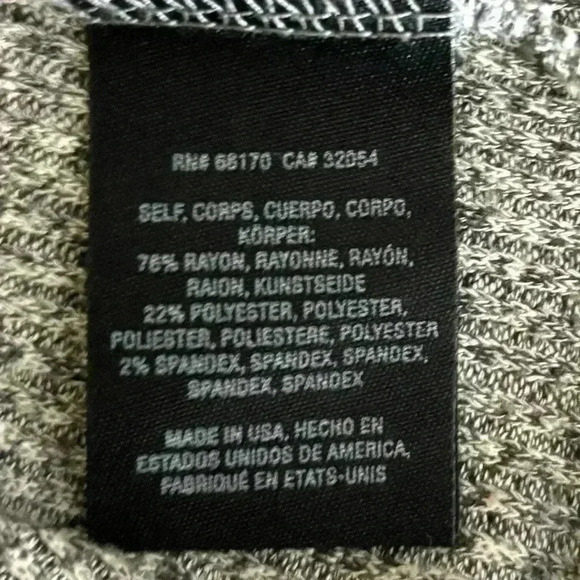 RN# 68170 CA# 32054
SELF, CORPS, CUERPO, CORPO,
KÖRPER:
76% RAYON, RAYONNE, RAYÓN,
RAION, KUNSTSEIDE
22% POLYESTER, POLYESTER,
POLIESTER, POLIESTERE, POLYESTER
2% SPANDEX, SPANDEX, SPANDEX,
SPANDEX, SPANDEX
MADE IN USA, HECHO EN
ESTADOS UNIDOS DE AMERICA,
FABRIQUÉ EN ETATS-UNIS